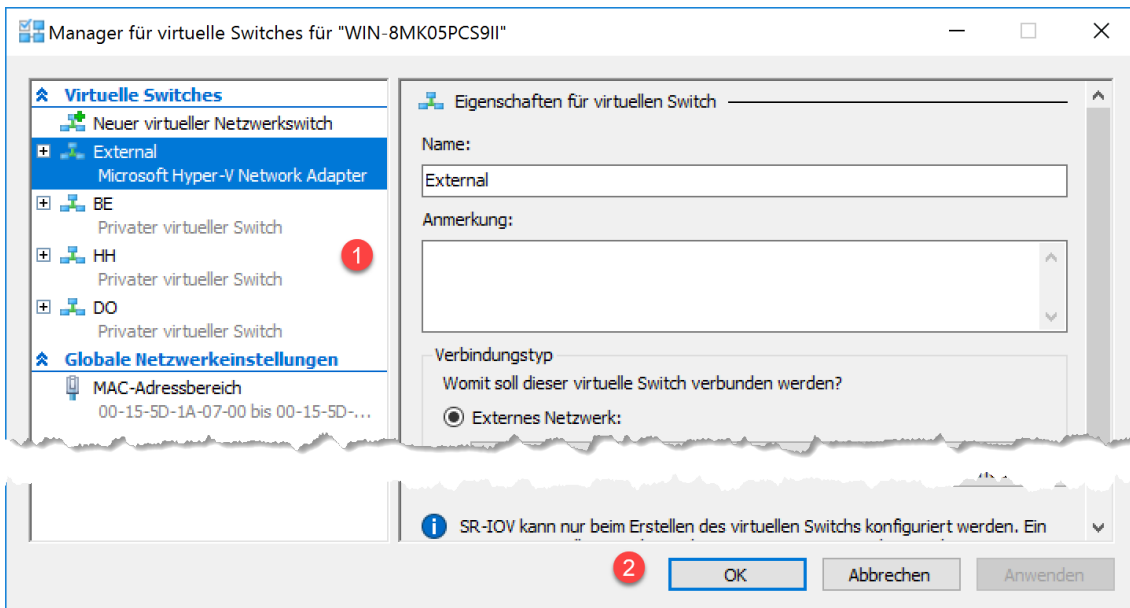 Manager für virtuelle Switches für "WIN-8MK05PCS9II"
Virtuelle Switches
Neuer virtueller Netzwerkswitch
External
Microsoft Hyper-V Network Adapter
BE
Privater virtueller Switch
HH
Privater virtueller Switch
1
DO
Privater virtueller Switch
Globale Netzwerkeinstellungen
MAC-Adressbereich
00-15-5D-1A-07-00 bis 00-15-5D-...
Eigenschaften für virtuellen Switch
Name:
External
Anmerkung:
Verbindungstyp
Womit soll dieser virtuelle Switch verbunden werden?
Externes Netzwerk:
SR-IOV kann nur beim Erstellen des virtuellen Switchs konfiguriert werden. Ein
2
OK
Abbrechen
Anwenden